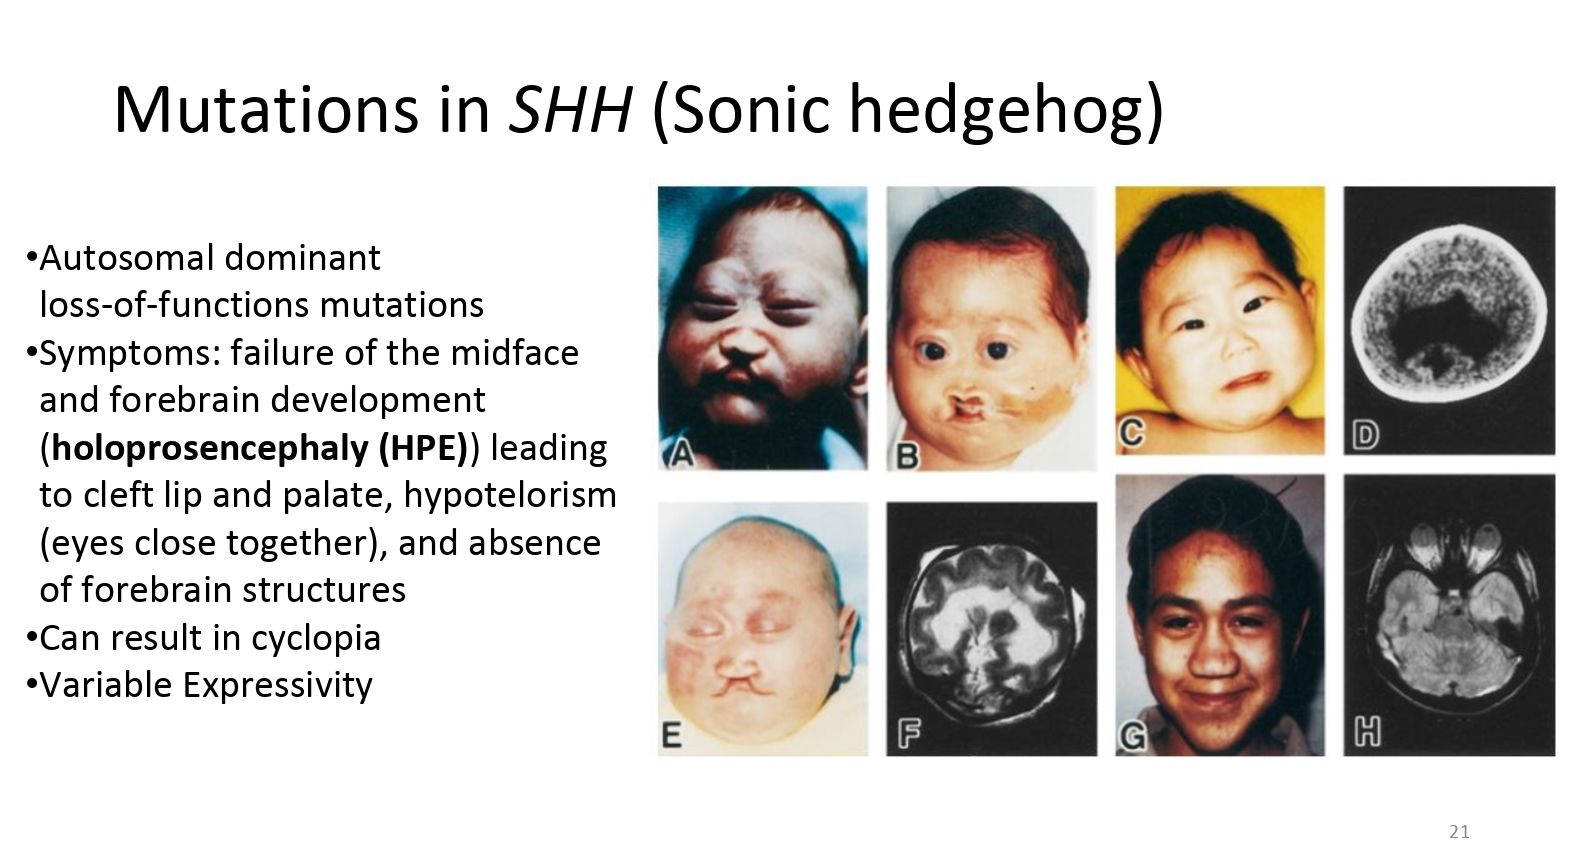 Mutations in SHH (Sonic hedgehog)
•Autosomal dominant
loss-of-functions mutations
•Symptoms: failure of the midface
and forebrain development
(holoprosencephaly (HPE)) leading
to cleft lip and palate, hypotelorism
(eyes close together), and absence
of forebrain structures
•Can result in cyclopia
•Variable Expressivity
A
B
C
D
E
F
G
H
21